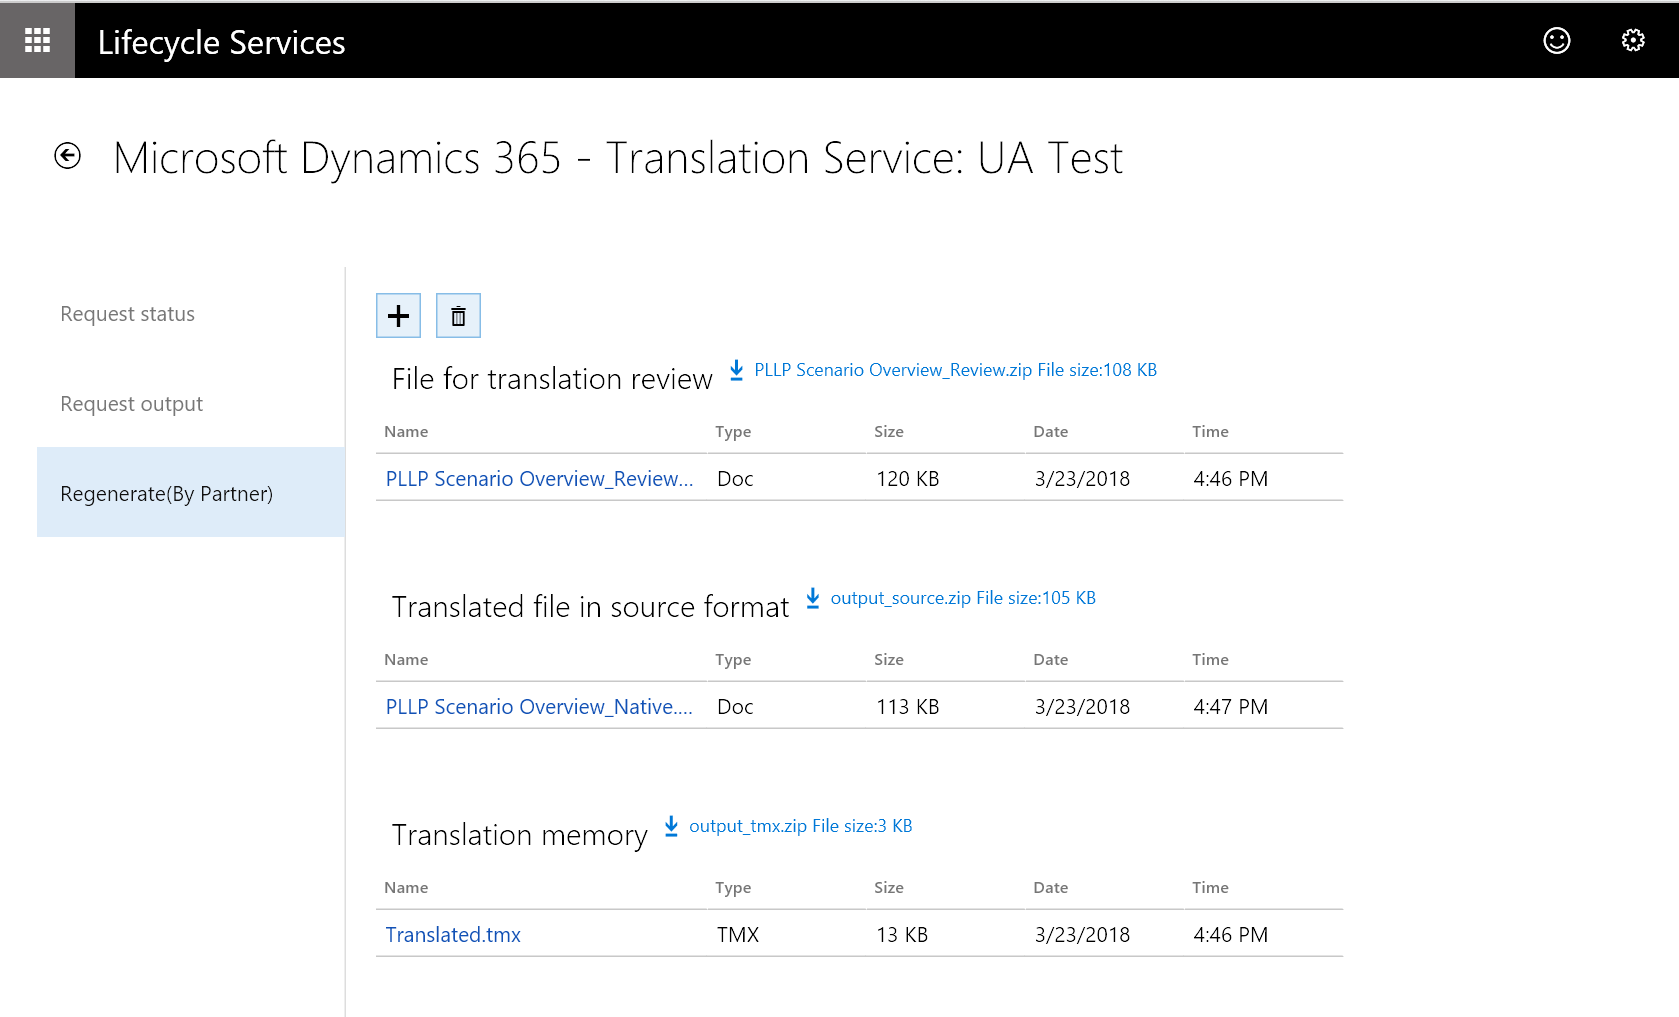 Lifecycle Services
Microsoft Dynamics 365 - Translation Service: UA Test
Request status
Request output
Regenerate(By Partner)
File for translation review PLLP Scenario Overview_Review.zip File size:108 KB
Name Type Size Date Time
PLLP Scenario Overview_Review... Doc 120 KB 3/23/2018 4:46 PM
Translated file in source format output_source.zip File size:105 KB
Name Type Size Date Time
PLLP Scenario Overview_Native.... Doc 113 KB 3/23/2018 4:47 PM
Translation memory output_tmx.zip File size:3 KB
Name Type Size Date Time
Translated.tmx TMX 13 KB 3/23/2018 4:46 PM